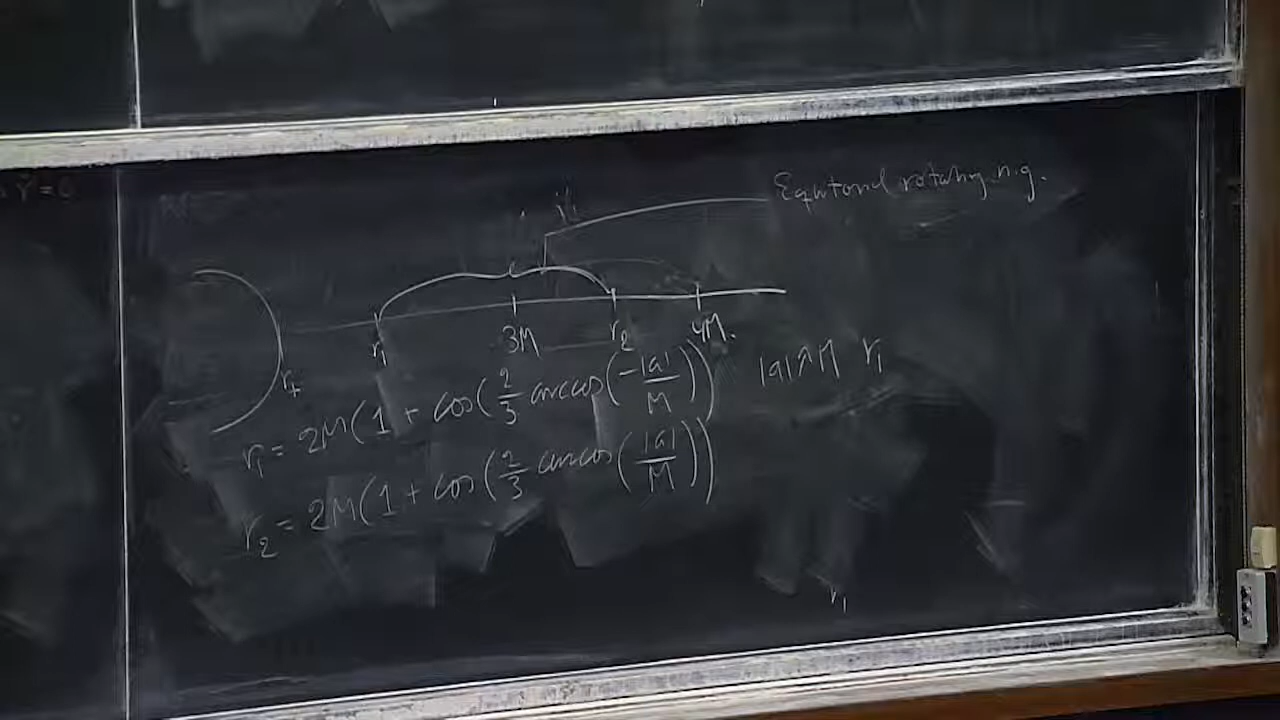 r = 0
Equatorial rotating n.g.
r₁ 3M r₂ 4M.
r₊
r₁ = 2M(1 + cos(2/3 arccos(-|a|/M))) |a|↗M r₁
r₂ = 2M(1 + cos(2/3 arccos(|a|/M)))
r₁